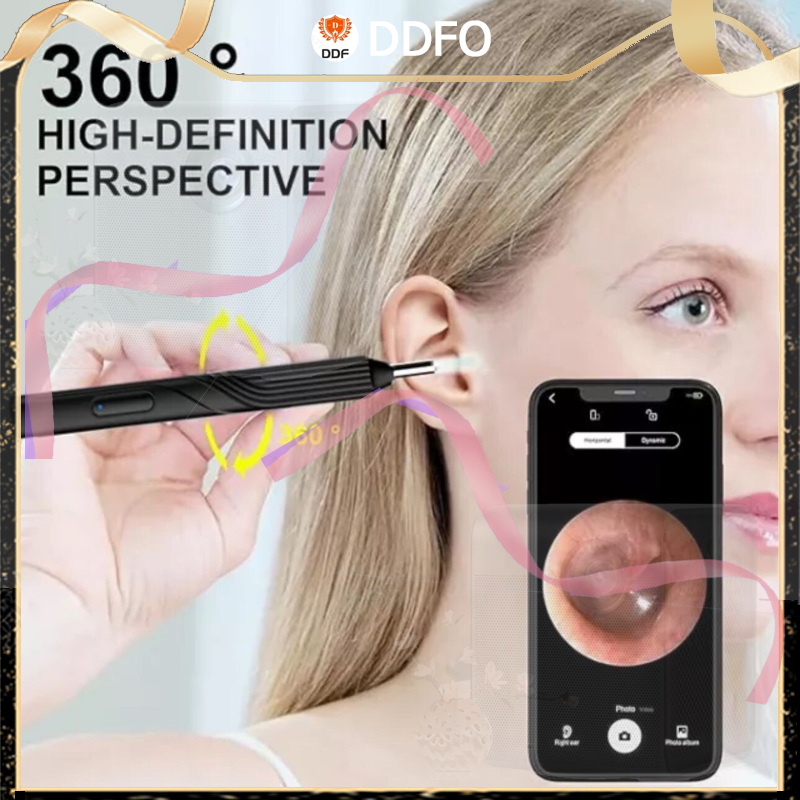 DDF
DDFO
360 °
HIGH-DEFINITION
PERSPECTIVE
360 °
Horizontal
Dynamic
Photo
Video
Right ear
Photo album